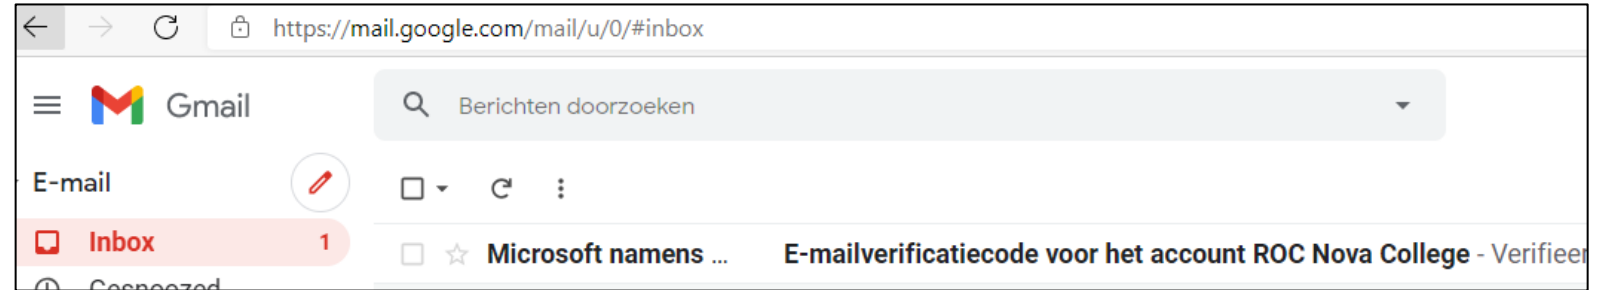 https://mail.google.com/mail/u/0/#inbox
Gmail
Berichten doorzoeken
E-mail
Inbox 1
Microsoft namens ... E-mailverificatiecode voor het account ROC Nova College - Verifieer
Gesnoozed